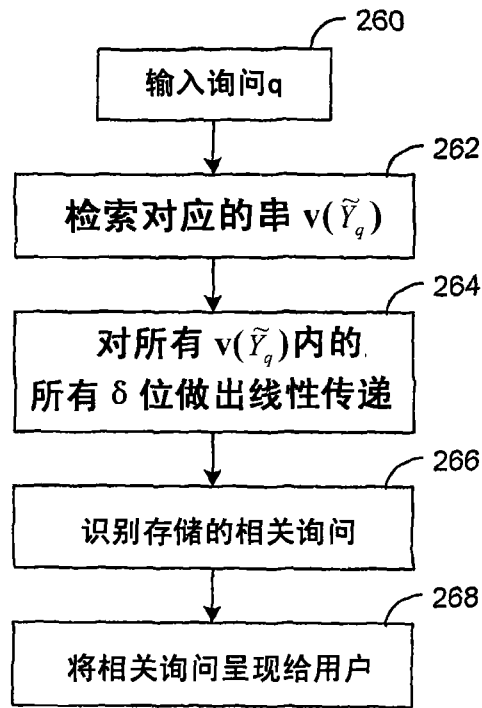 260
输入询问q
262
检索对应的串 v(Ỹq)
264
对所有 v(Ỹq)内的
所有 δ 位做出线性传递
266
识别存储的相关询问
268
将相关询问呈现给用户